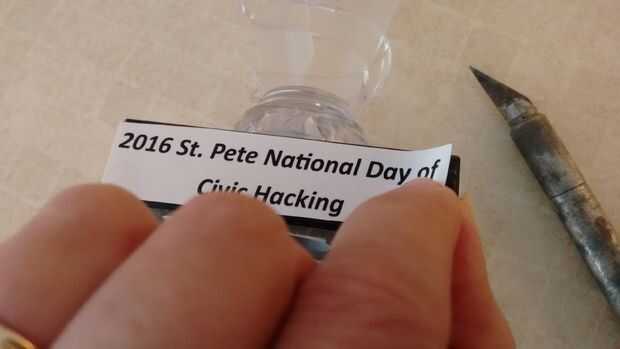 2016 St. Pete National Day of
Civic Hacking